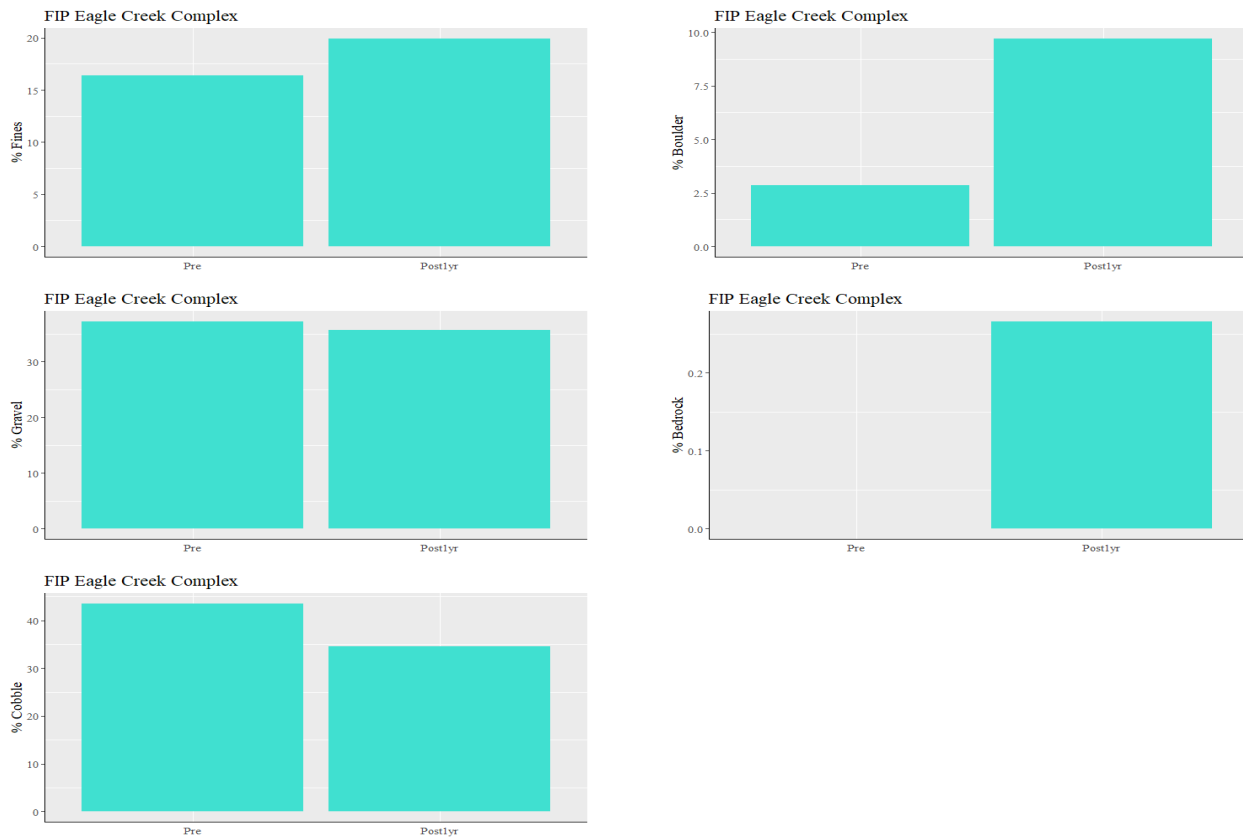 FIP Eagle Creek Complex
% Fines
20
15
10
5
0
Pre Post1yr
FIP Eagle Creek Complex
% Boulder
10.0
7.5
5.0
2.5
0.0
Pre Post1yr
FIP Eagle Creek Complex
% Gravel
30
20
10
0
Pre Post1yr
FIP Eagle Creek Complex
% Bedrock
0.2
0.1
0.0
Pre Post1yr
FIP Eagle Creek Complex
% Cobble
40
30
20
10
0
Pre Post1yr